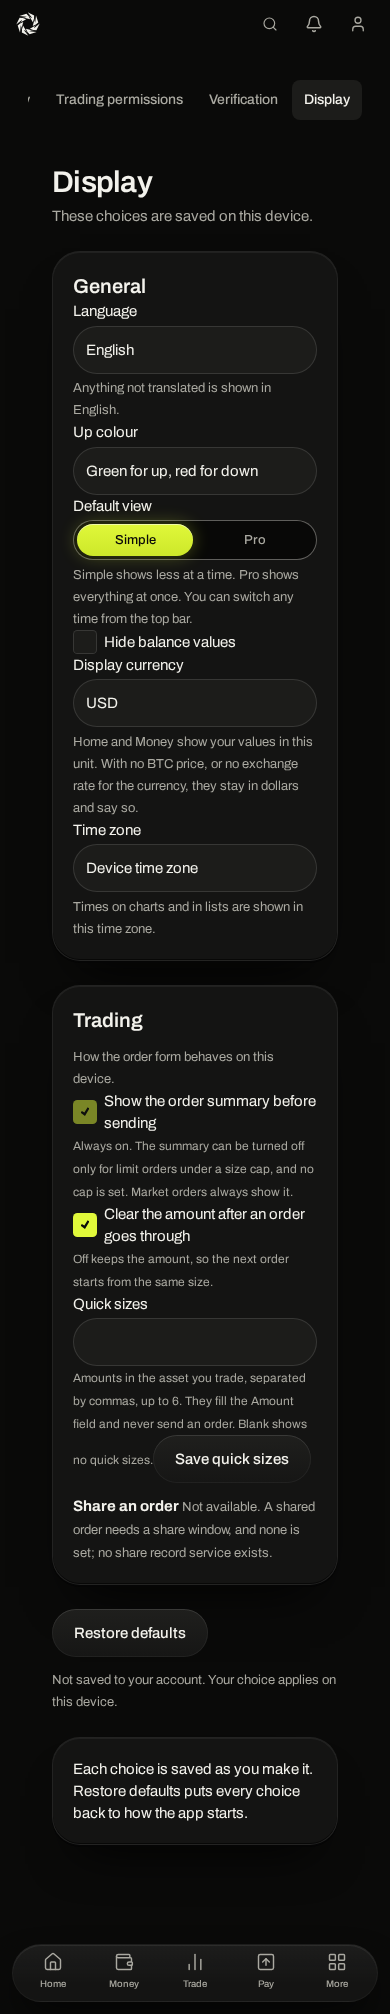 Trading permissions Verification Display
Display
These choices are saved on this device.
General
Language
English
Anything not translated is shown in
English.
Up colour
Green for up, red for down
Default view
Simple Pro
Simple shows less at a time. Pro shows
everything at once. You can switch any
time from the top bar.
Hide balance values
Display currency
USD
Home and Money show your values in this
unit. With no BTC price, or no exchange
rate for the currency, they stay in dollars
and say so.
Time zone
Device time zone
Times on charts and in lists are shown in
this time zone.
Trading
How the order form behaves on this
device.
Show the order summary before
sending
Always on. The summary can be turned off
only for limit orders under a size cap, and no
cap is set. Market orders always show it.
Clear the amount after an order
goes through
Off keeps the amount, so the next order
starts from the same size.
Quick sizes
Amounts in the asset you trade, separated
by commas, up to 6. They fill the Amount
field and never send an order. Blank shows
no quick sizes. Save quick sizes
Share an order Not available. A shared
order needs a share window, and none is
set; no share record service exists.
Restore defaults
Not saved to your account. Your choice applies on
this device.
Each choice is saved as you make it.
Restore defaults puts every choice
back to how the app starts.
Home Money Trade Pay More